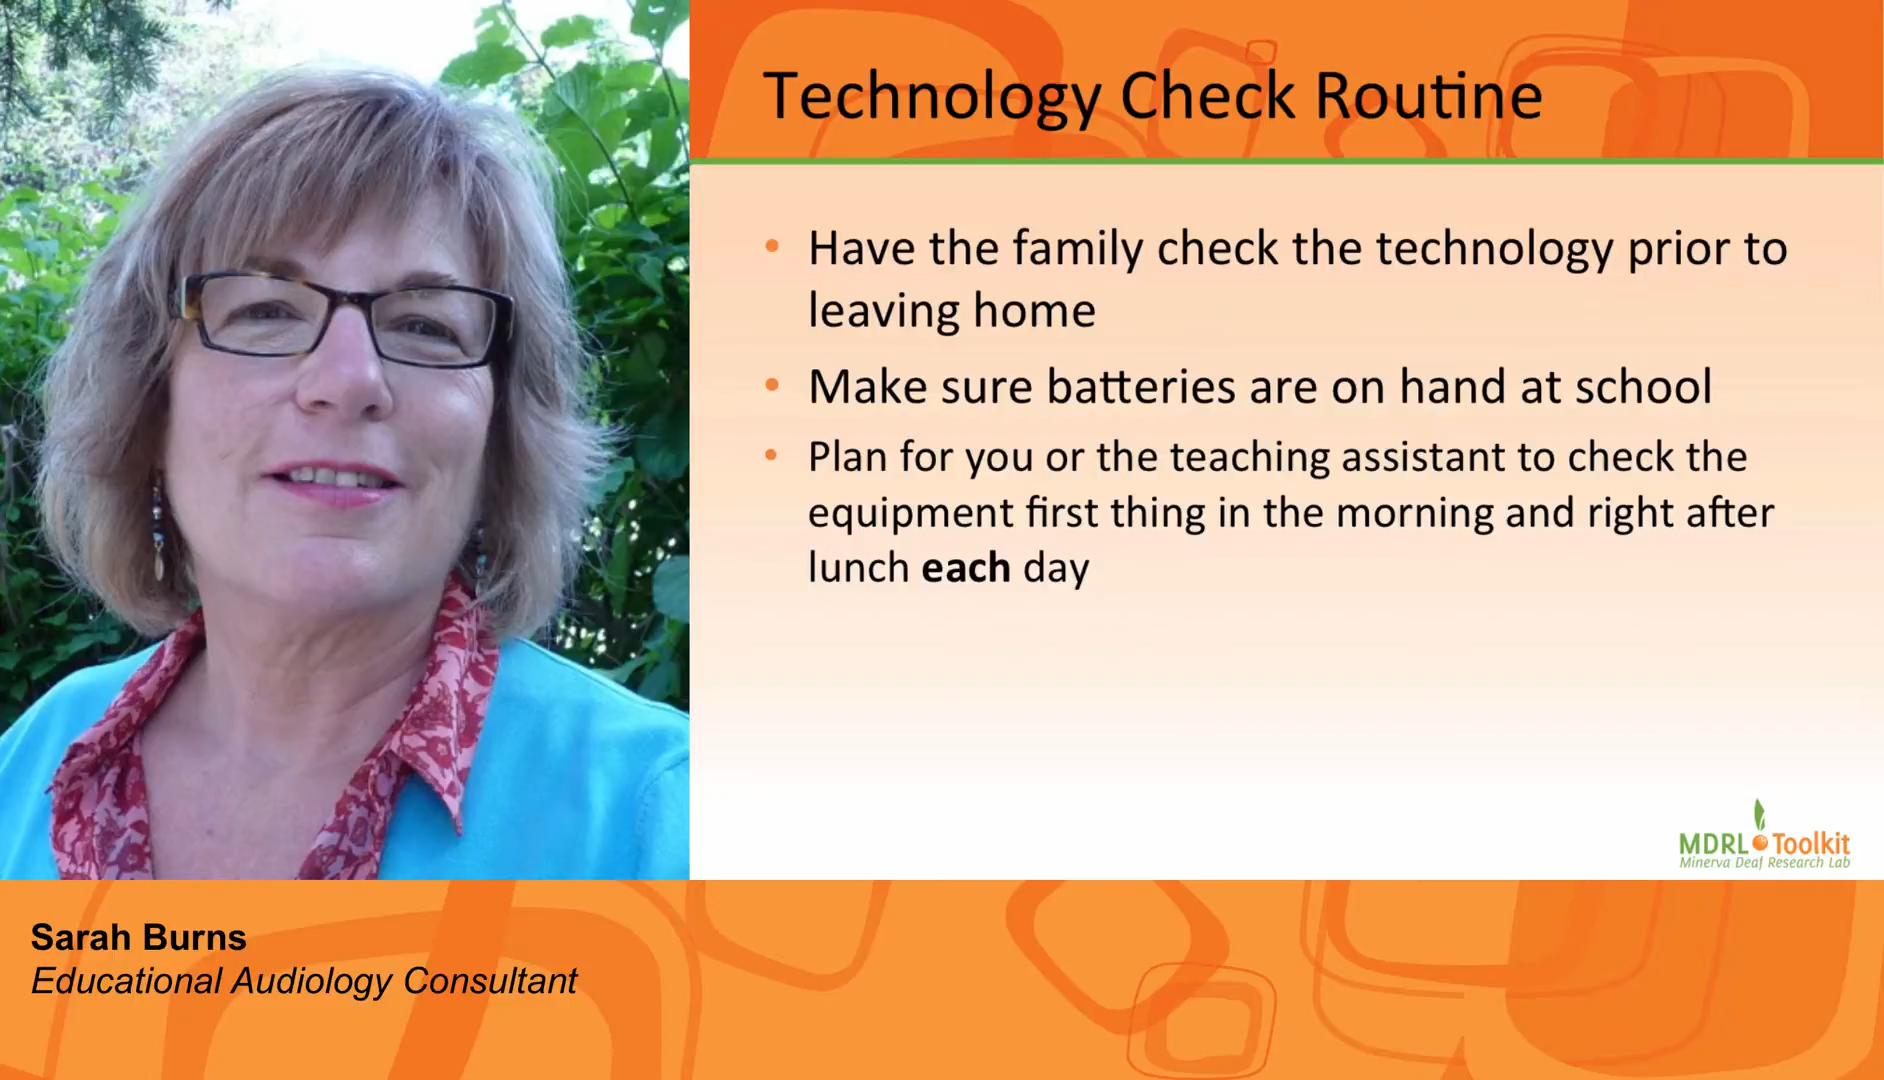 Technology Check Routine
• Have the family check the technology prior to
leaving home
• Make sure batteries are on hand at school
• Plan for you or the teaching assistant to check the
equipment first thing in the morning and right after
lunch each day
MDRL Toolkit
Minerva Deaf Research Lab
Sarah Burns
Educational Audiology Consultant